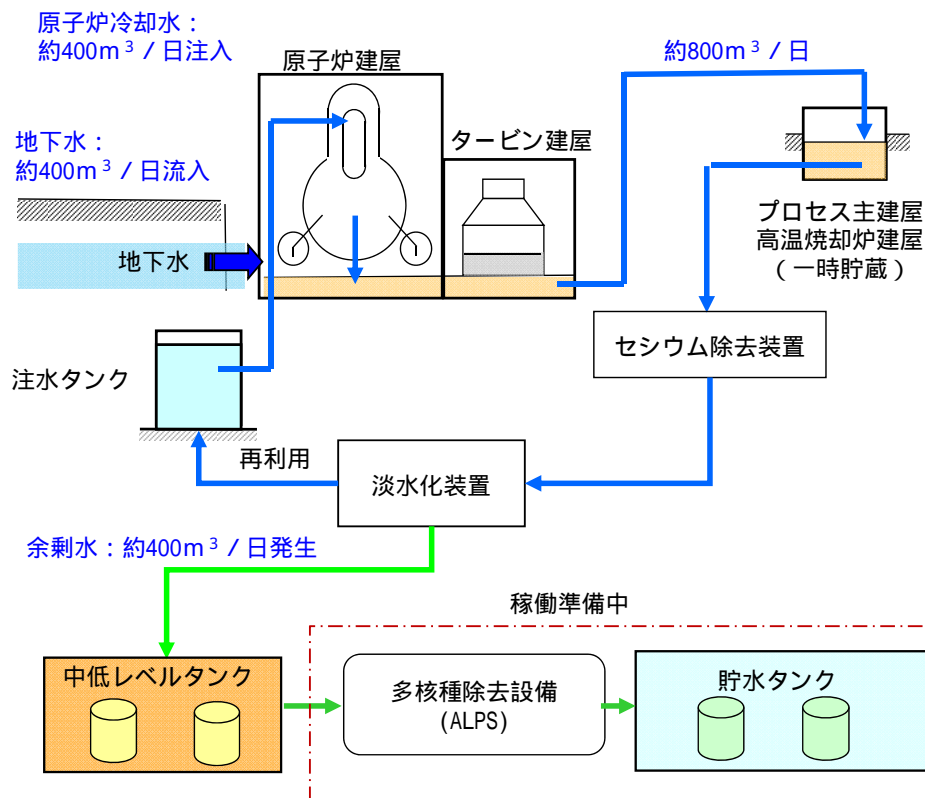 原子炉冷却水：
約400m³／日注入
原子炉建屋
約800m³／日
地下水：
約400m³／日流入
タービン建屋
地下水
プロセス主建屋
高温焼却炉建屋
（一時貯蔵）
セシウム除去装置
注水タンク
再利用
淡水化装置
余剰水：約400m³／日発生
稼働準備中
中低レベルタンク
多核種除去設備
(ALPS)
貯水タンク